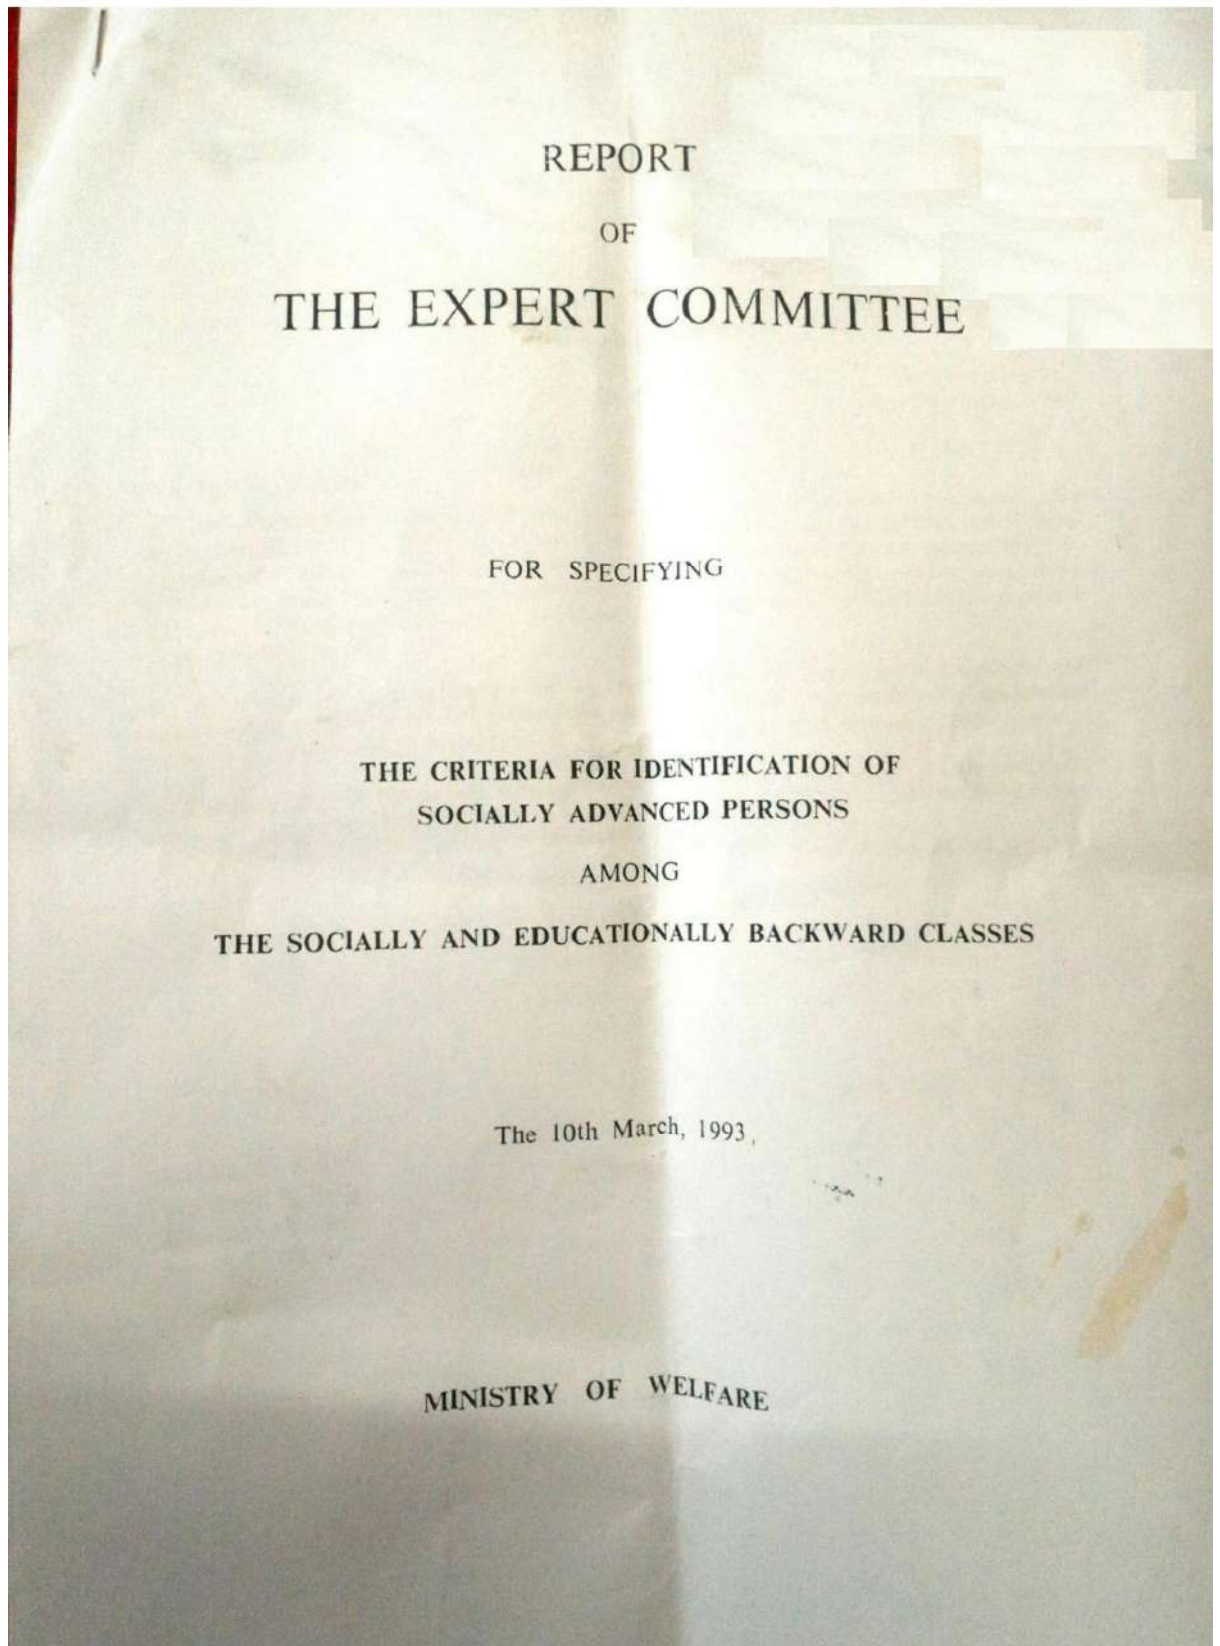 REPORT
OF
THE EXPERT COMMITTEE
FOR SPECIFYING
THE CRITERIA FOR IDENTIFICATION OF
SOCIALLY ADVANCED PERSONS
AMONG
THE SOCIALLY AND EDUCATIONALLY BACKWARD CLASSES
The 10th March, 1993,
MINISTRY OF WELFARE